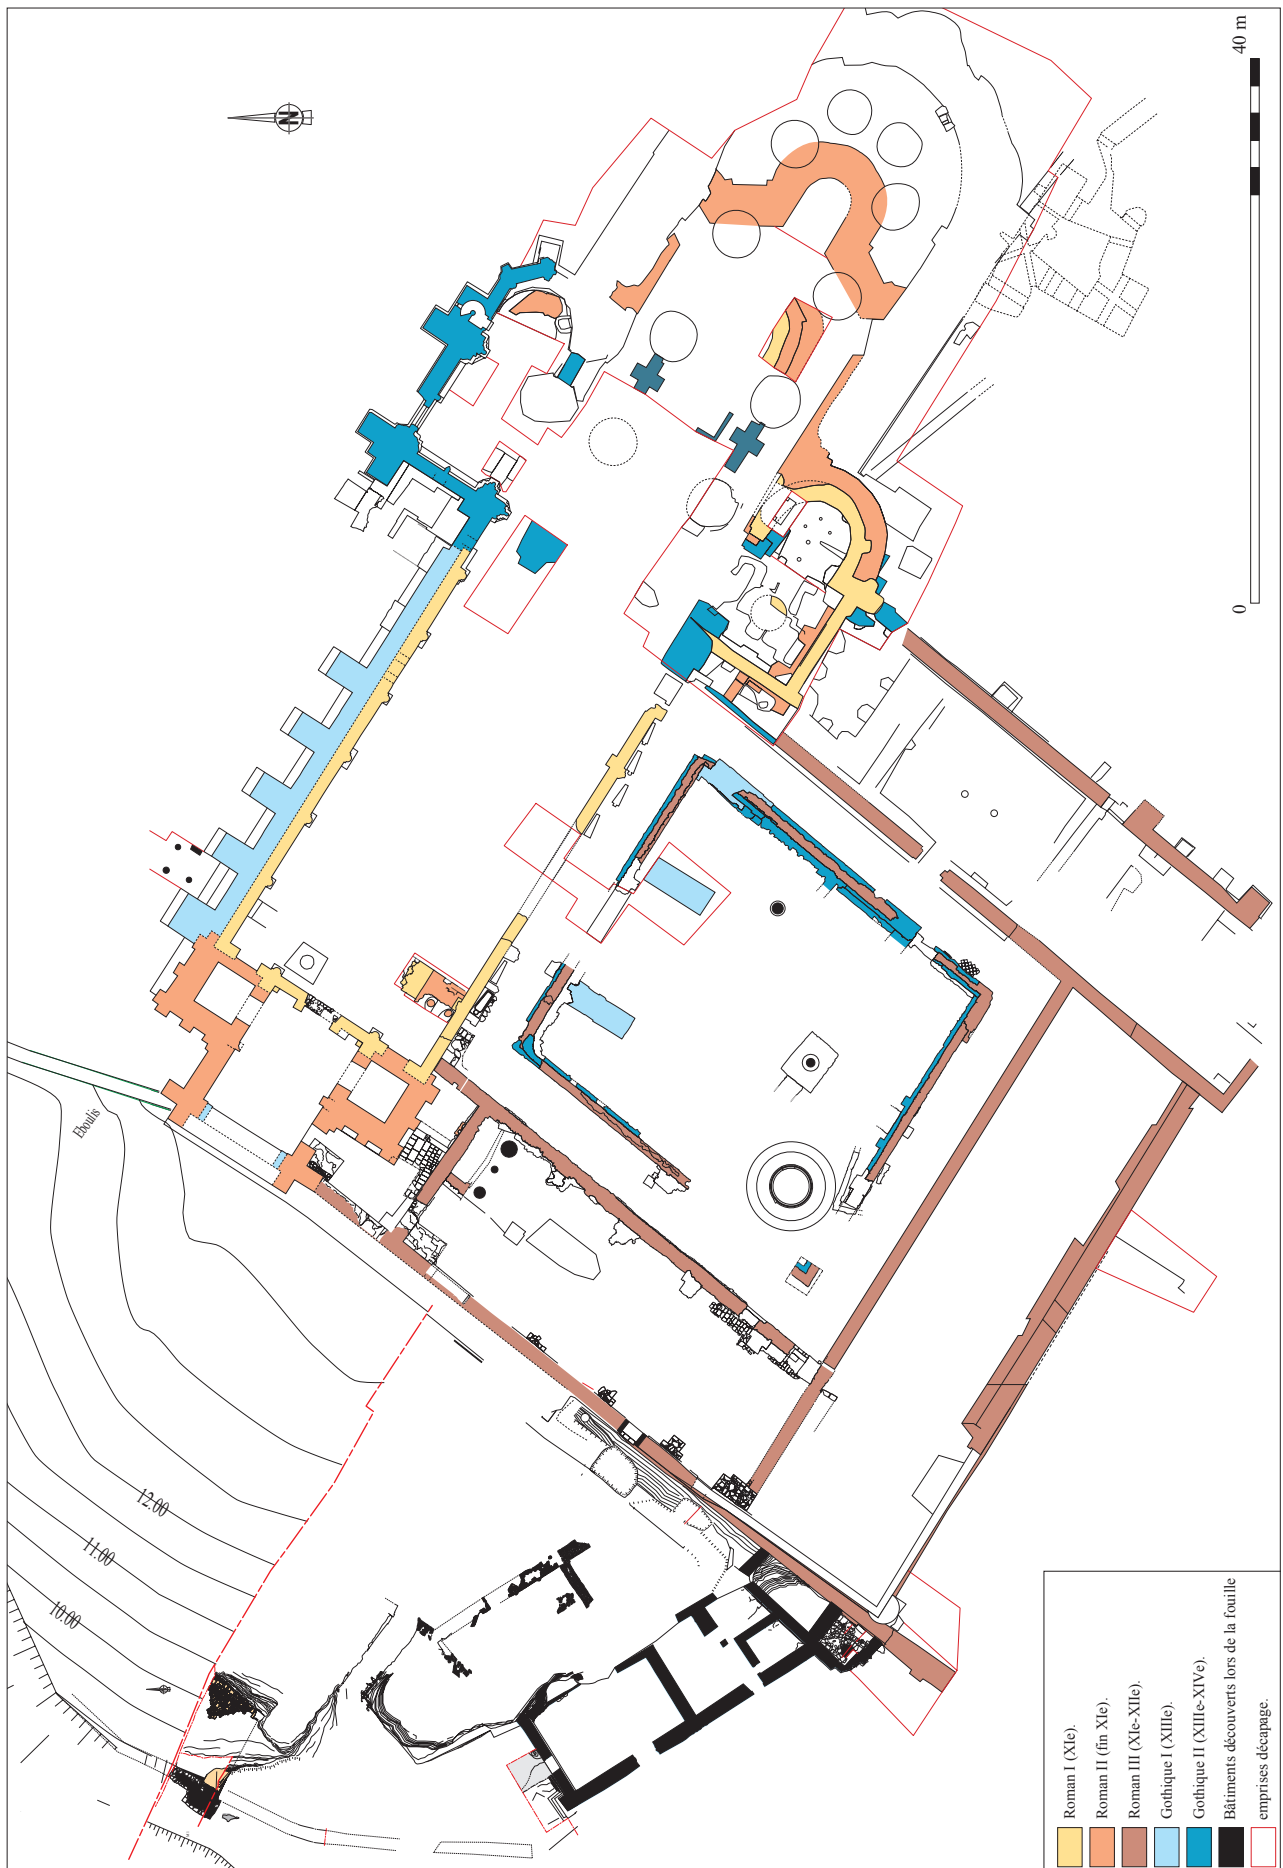 N
40 m
0
Eboulis
12.00
11.00
10.00
Roman I (XIe).
Roman II (fin XIe).
Roman III (XIe-XIIe).
Gothique I (XIIIe).
Gothique II (XIIIe-XIVe).
Bâtiments découverts lors de la fouille
emprises décapage.